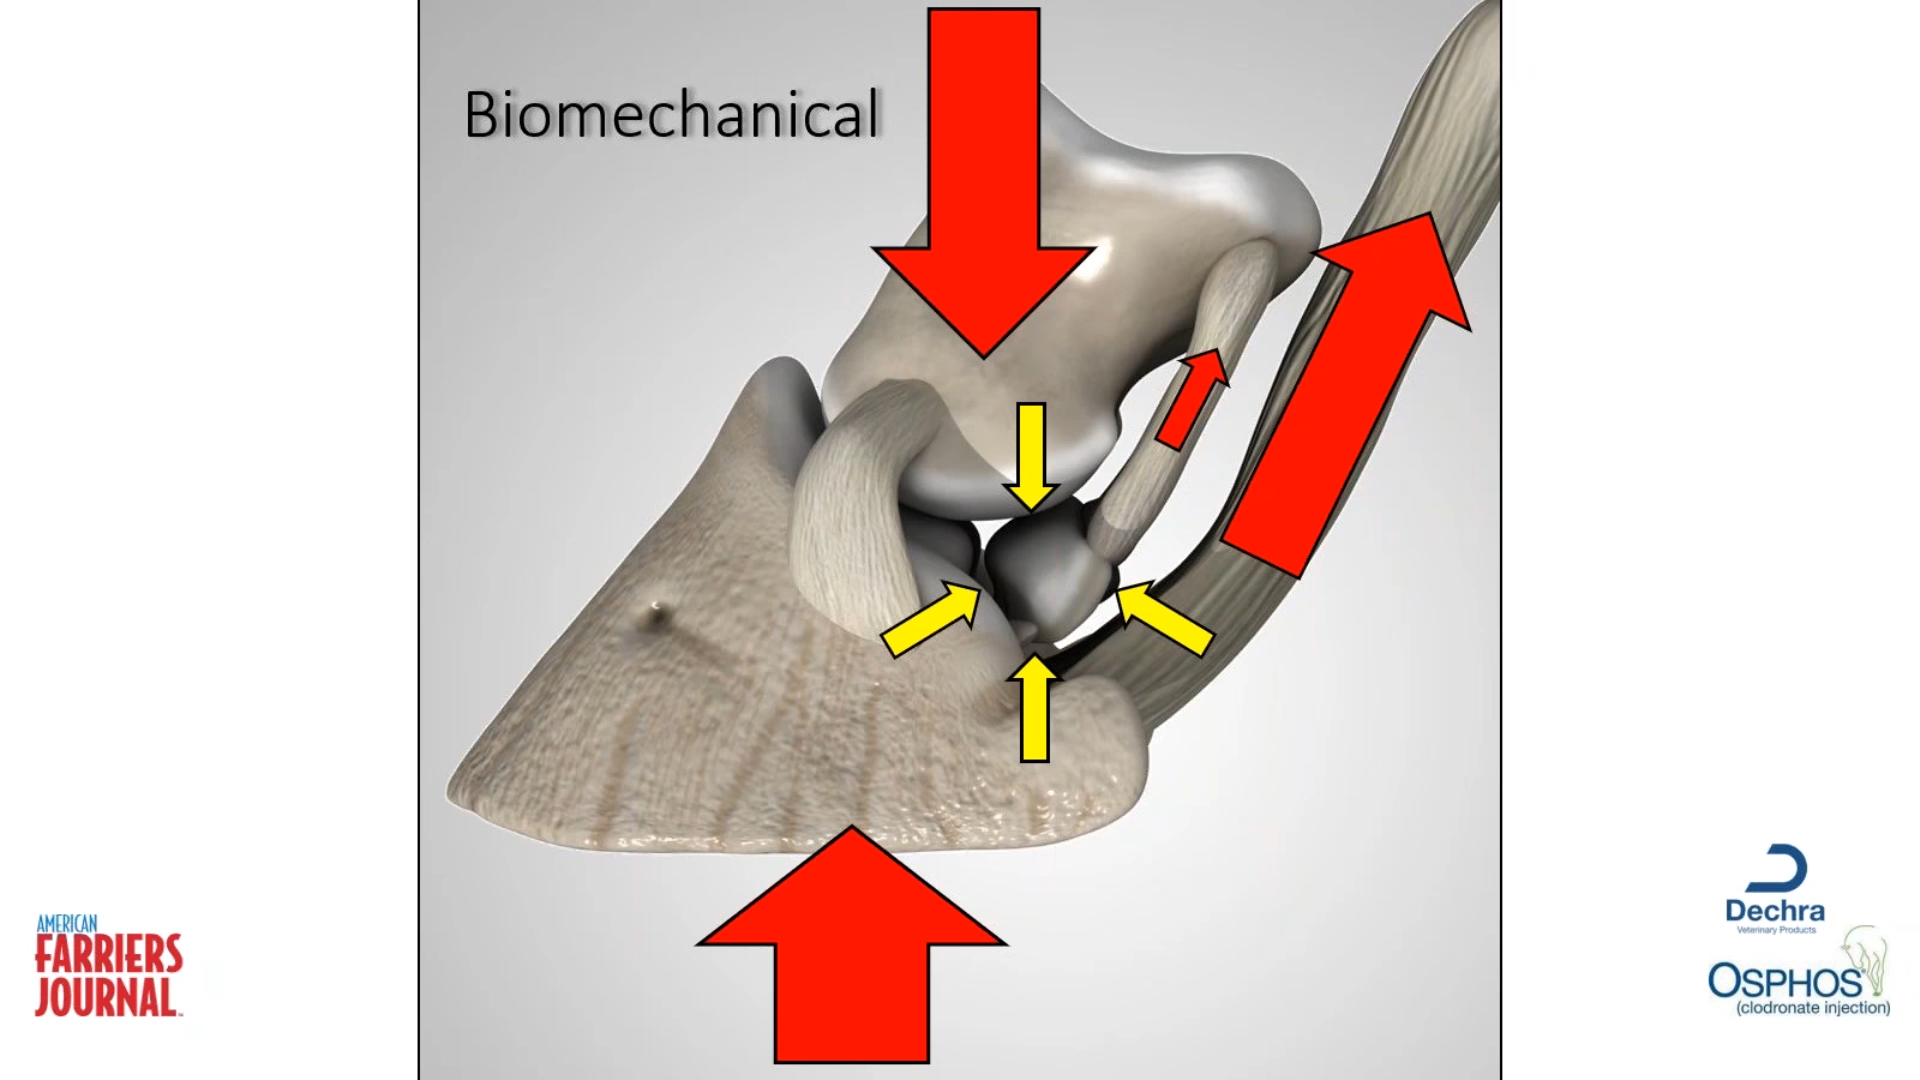 Biomechanical
AMERICAN
FARRIERS
JOURNAL
Dechra
Veterinary Products
OSPHOS
(clodronate injection)